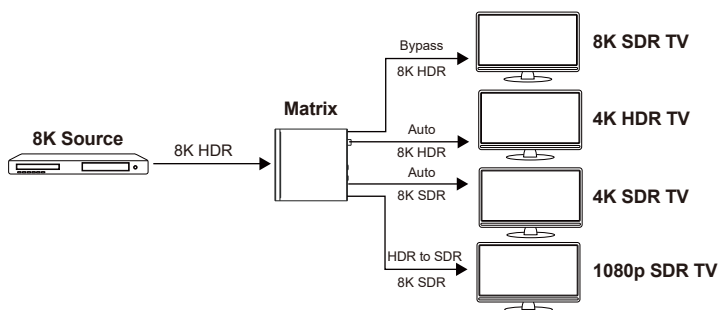 8K Source
8K HDR
Matrix
Bypass
8K HDR
8K SDR TV
Auto
8K HDR
4K HDR TV
Auto
8K SDR
4K SDR TV
HDR to SDR
8K SDR
1080p SDR TV